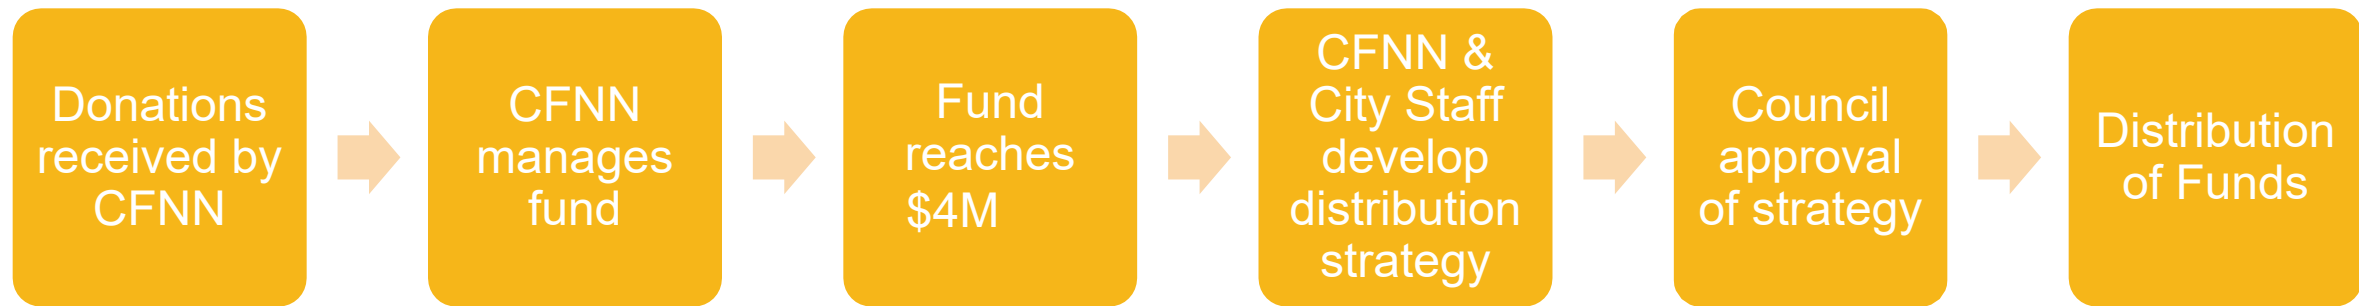 Donations
received by
CFNN
CFNN
manages
fund
Fund
reaches
$4M
CFNN &
City Staff
develop
distribution
strategy
Council
approval
of strategy
Distribution
of Funds